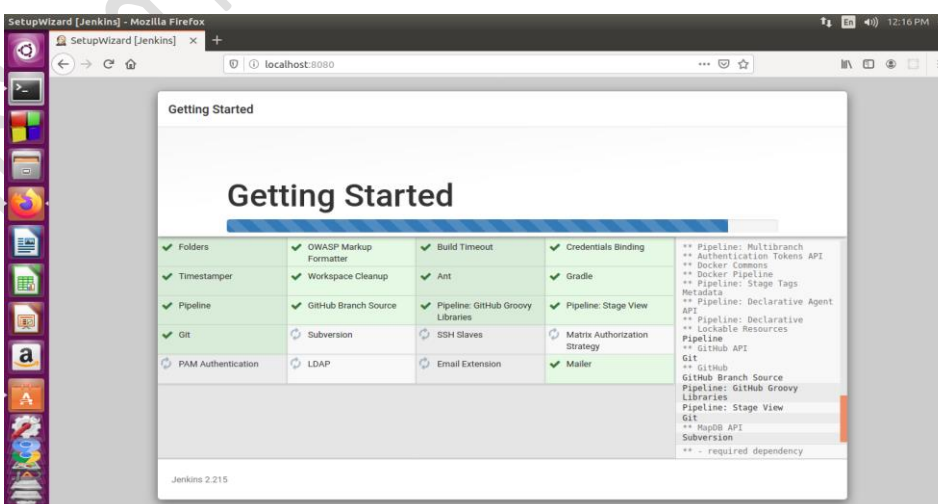 SetupWizard [Jenkins] - Mozilla Firefox
En
12:16 PM
SetupWizard [Jenkins]
localhost:8080
Getting Started
Getting Started
Folders
OWASP Markup
Formatter
Build Timeout
Credentials Binding
Timestamper
Workspace Cleanup
Ant
Gradle
Pipeline
GitHub Branch Source
Pipeline: GitHub Groovy
Libraries
Pipeline: Stage View
Git
Subversion
SSH Slaves
Matrix Authorization
Strategy
PAM Authentication
LDAP
Email Extension
Mailer
** Pipeline: Multibranch
** Authentication Tokens API
** Docker Commons
** Docker Pipeline
** Pipeline: Stage Tags
Metadata
** Pipeline: Declarative Agent
API
** Pipeline: Declarative
** Lockable Resources
Pipeline
** GitHub API
Git
** GitHub
GitHub Branch Source
Pipeline: GitHub Groovy
Libraries
Pipeline: Stage View
Git
** MapDB API
Subversion
** - required dependency
Jenkins 2.215